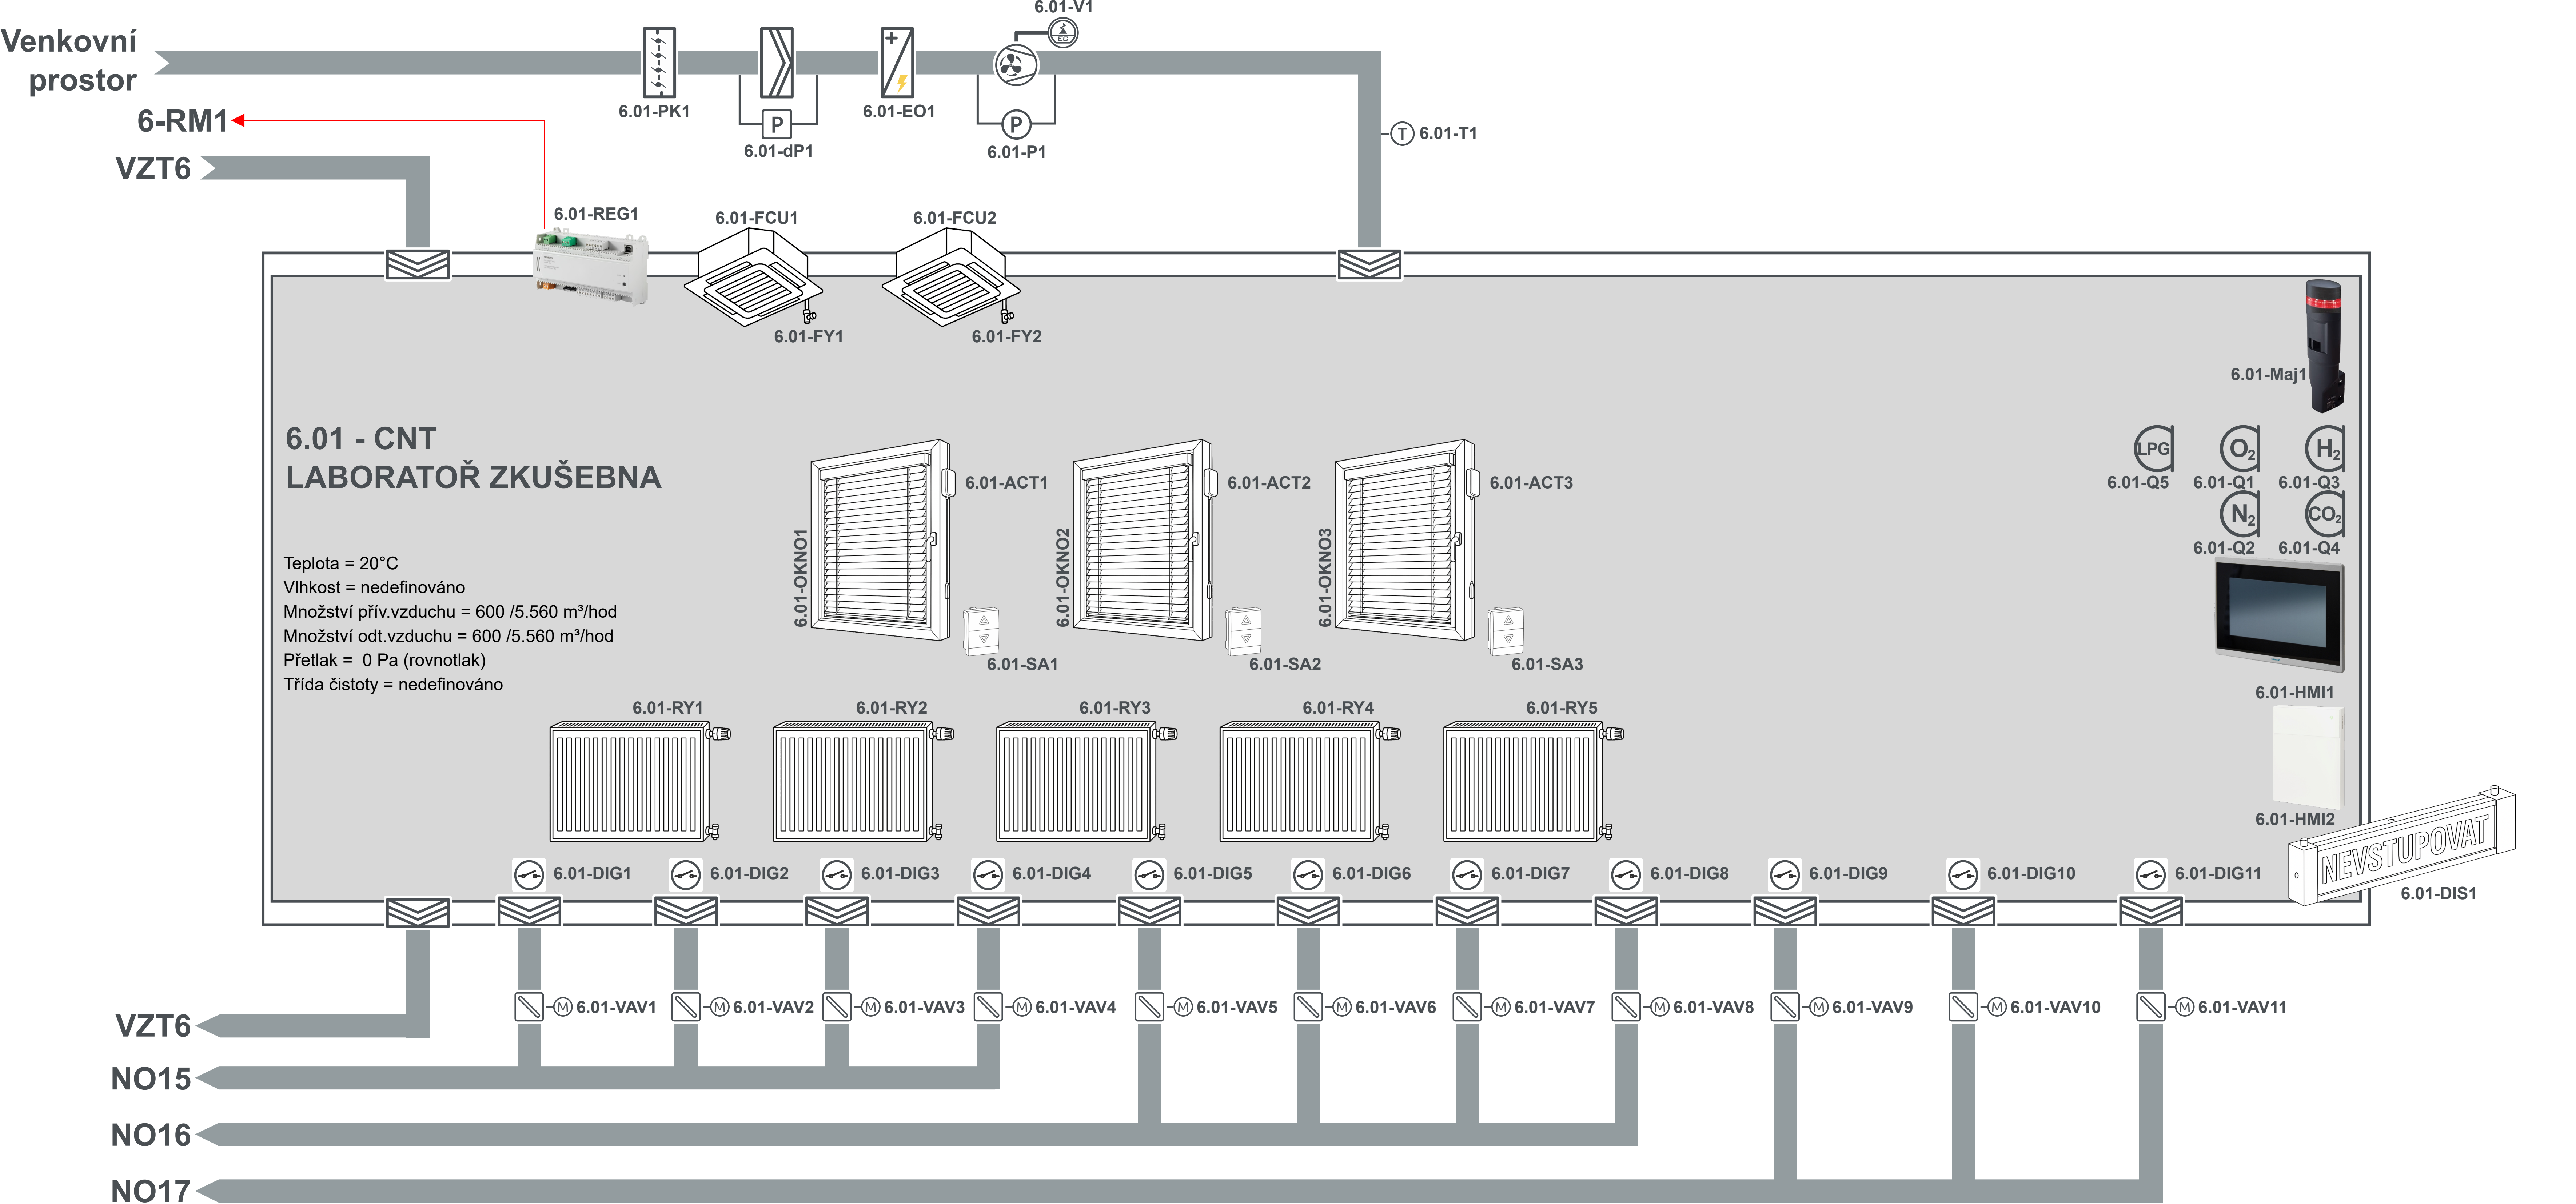 6.01-V1
EC
Venkovní
prostor
6.01-PK1
6.01-EO1
P
P
6.01-dP1
6.01-P1
T
6.01-T1
6-RM1
VZT6
6.01-REG1
6.01-FCU1
6.01-FCU2
6.01-FY1
6.01-FY2
6.01-Maj1
6.01 - CNT
LABORATOŘ ZKUŠEBNA
LPG
O2
H2
6.01-Q5
6.01-Q1
6.01-Q3
N2
CO2
6.01-Q2
6.01-Q4
6.01-ACT1
6.01-ACT2
6.01-ACT3
6.01-OKNO1
6.01-OKNO2
6.01-OKNO3
Teplota = 20°C
Vlhkost = nedefinováno
Množství přív.vzduchu = 600 /5.560 m³/hod
Množství odt.vzduchu = 600 /5.560 m³/hod
Přetlak =  0 Pa (rovnotlak)
Třída čistoty = nedefinováno
6.01-SA1
6.01-SA2
6.01-SA3
6.01-HMI1
6.01-RY1
6.01-RY2
6.01-RY3
6.01-RY4
6.01-RY5
6.01-HMI2
NEVSTUPOVAT
6.01-DIS1
6.01-DIG1
6.01-DIG2
6.01-DIG3
6.01-DIG4
6.01-DIG5
6.01-DIG6
6.01-DIG7
6.01-DIG8
6.01-DIG9
6.01-DIG10
6.01-DIG11
M 6.01-VAV1
M 6.01-VAV2
M 6.01-VAV3
M 6.01-VAV4
M 6.01-VAV5
M 6.01-VAV6
M 6.01-VAV7
M 6.01-VAV8
M 6.01-VAV9
M 6.01-VAV10
M 6.01-VAV11
VZT6
NO15
NO16
NO17